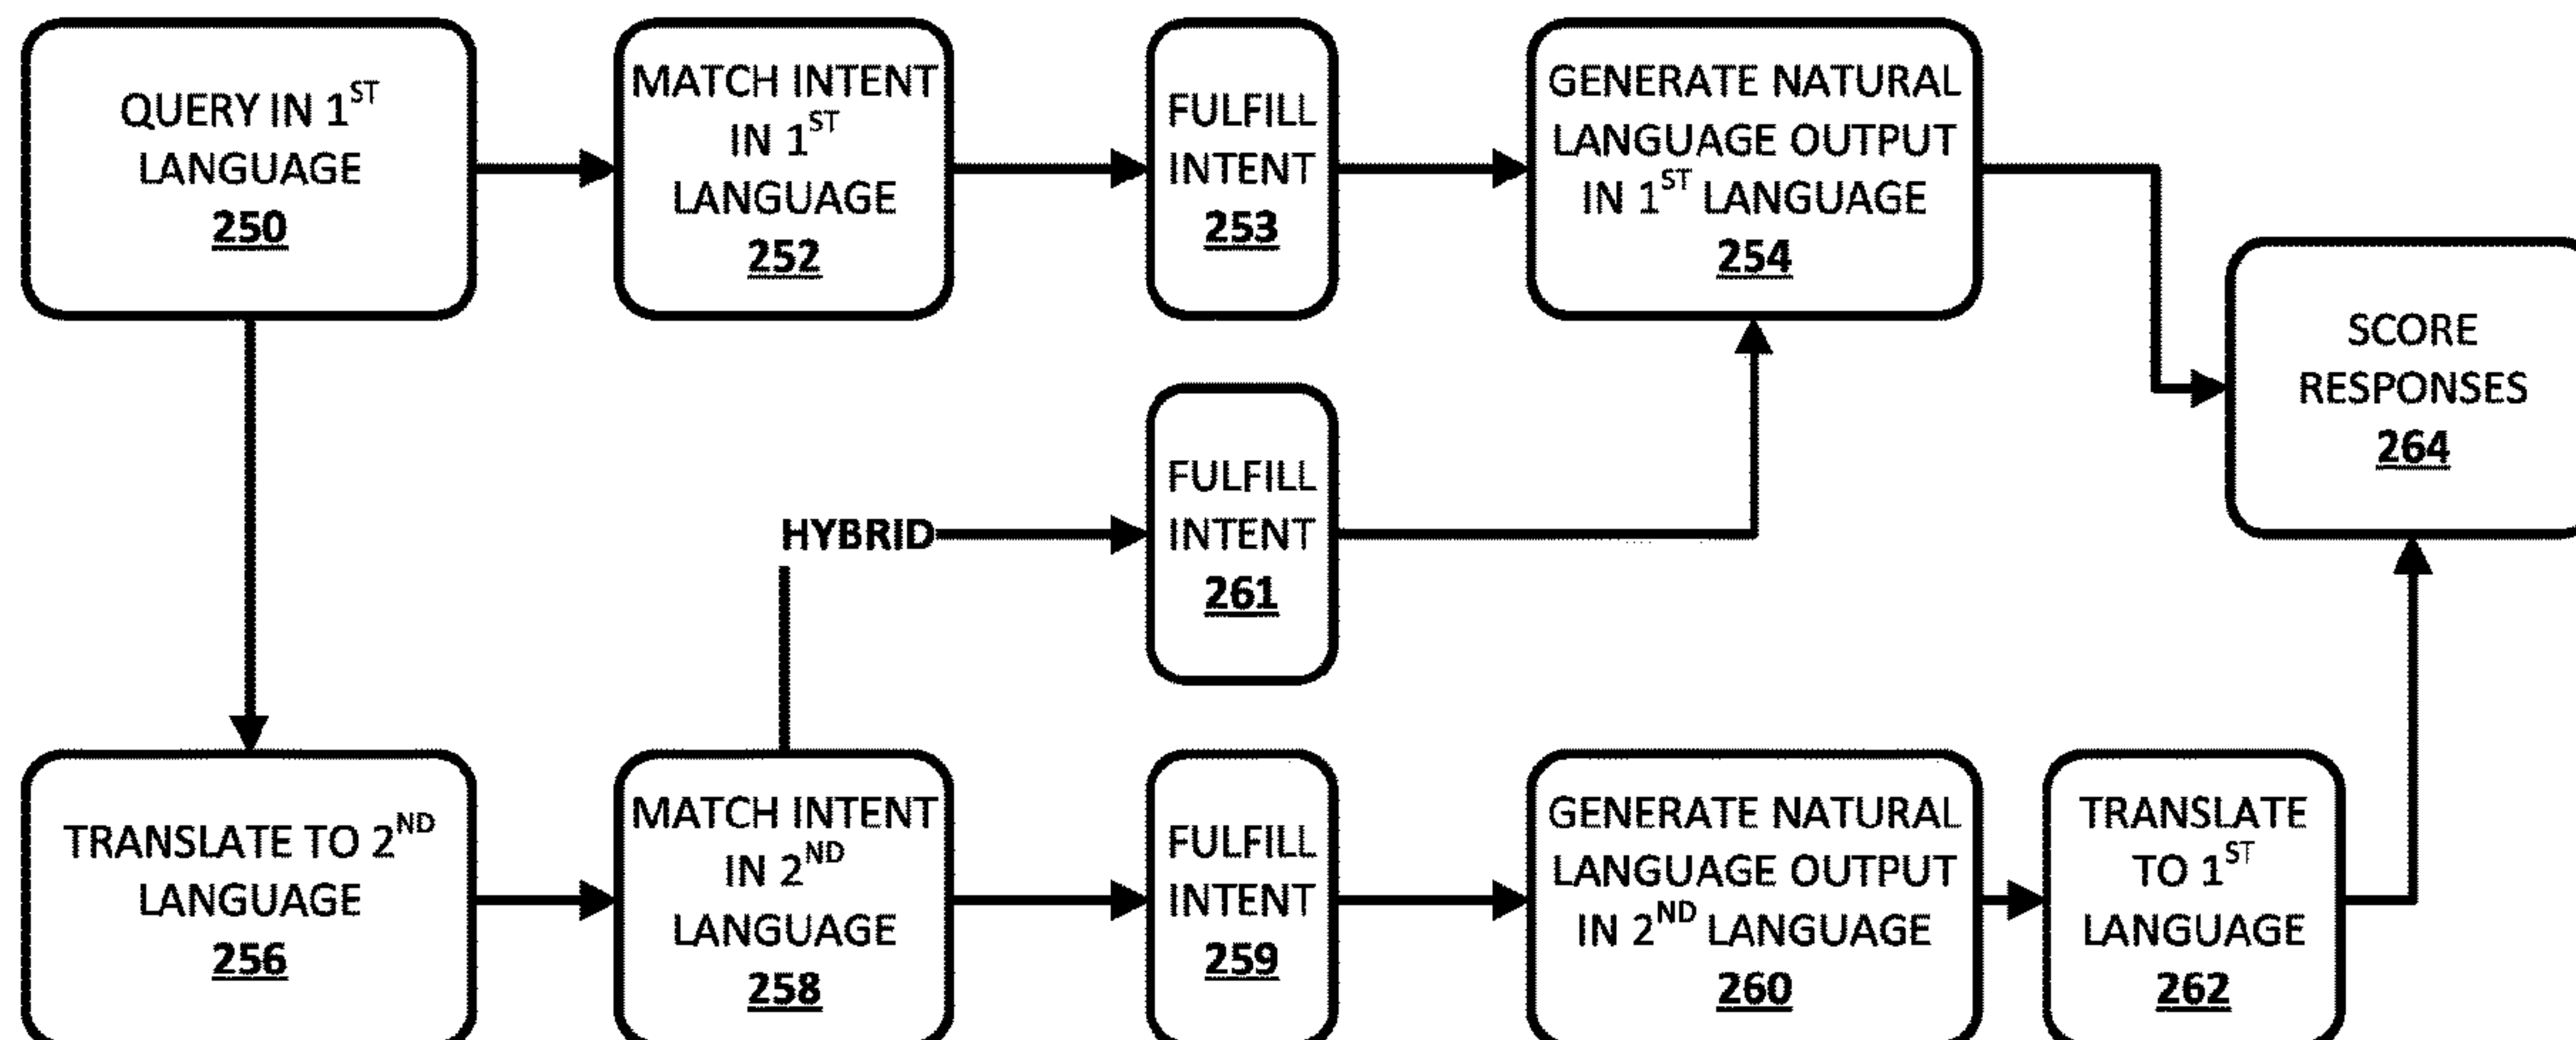 QUERY IN 1ST
LANGUAGE
250
MATCH INTENT
IN 1ST
LANGUAGE
252
FULFILL
INTENT
253
GENERATE NATURAL
LANGUAGE OUTPUT
IN 1ST LANGUAGE
254
SCORE
RESPONSES
264
HYBRID
FULFILL
INTENT
261
TRANSLATE TO 2ND
LANGUAGE
256
MATCH INTENT
IN 2ND
LANGUAGE
258
FULFILL
INTENT
259
GENERATE NATURAL
LANGUAGE OUTPUT
IN 2ND LANGUAGE
260
TRANSLATE
TO 1ST
LANGUAGE
262